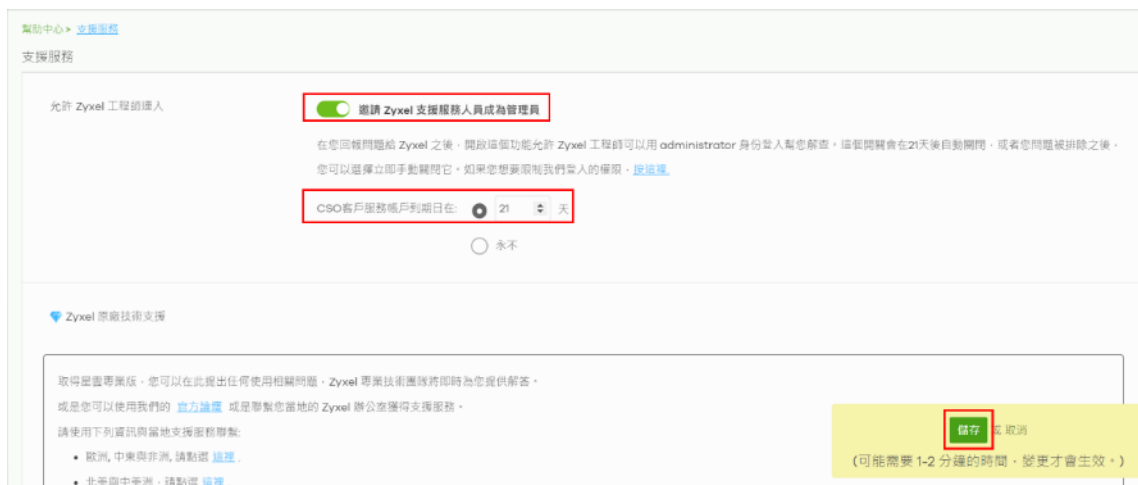 幫助中心> 支援服務
支援服務
允許 Zyxel 工程師進入
邀請 Zyxel 支援服務人員成為管理員
在您回報問題給 Zyxel 之後，開啟這個功能允許 Zyxel 工程師可以用 administrator 身份登入幫您解查。這個開關會在21天後自動關閉，或者您問題被排除之後，
您可以選擇立即手動關閉它。如果您想要限制我們登入的權限，按這裡.
CSO客戶服務帳戶到期日在: 21 天
永不
Zyxel 原廠技術支援
取得星雲專業版，您可以在此提出任何使用相關問題，Zyxel 專業技術團隊將即時為您提供解答。
或是您可以使用我們的 官方論壇 或是聯繫您當地的 Zyxel 辦公室獲得支援服務。
請使用下列資訊與當地支援服務聯繫:
• 歐洲, 中東與非洲, 請點選 這裡 .
• 北美與中美洲，請點選 這裡
儲存 或 取消
(可能需要 1-2 分鐘的時間，變更才會生效。)